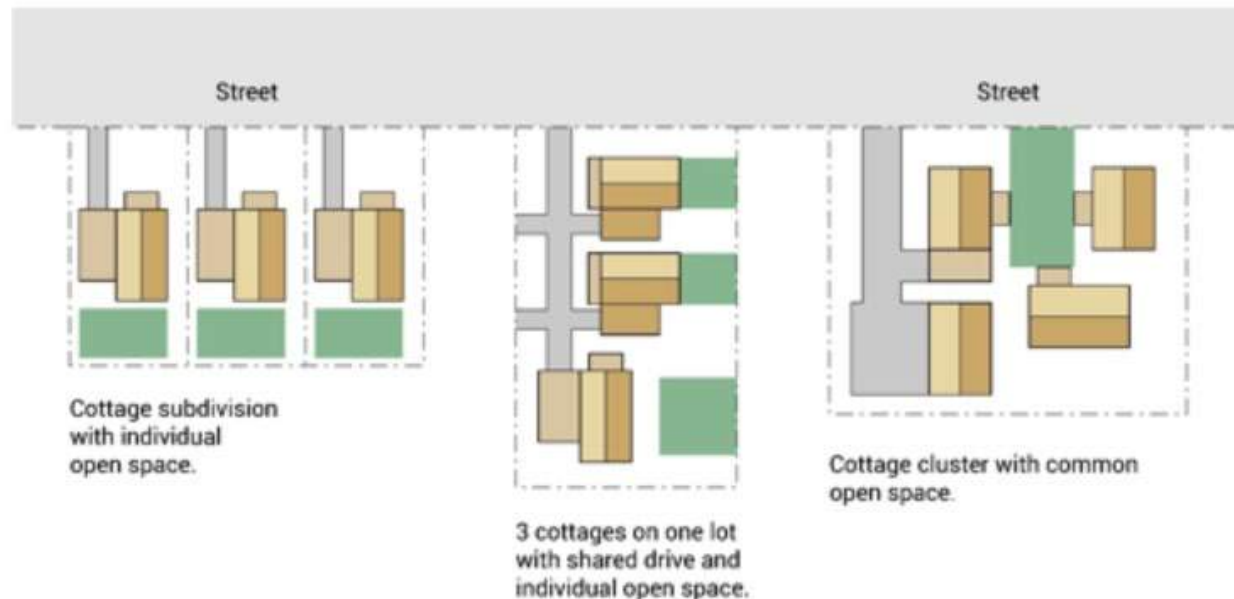 Street
Street
Cottage subdivision
with individual
open space.
3 cottages on one lot
with shared drive and
individual open space.
Cottage cluster with common
open space.